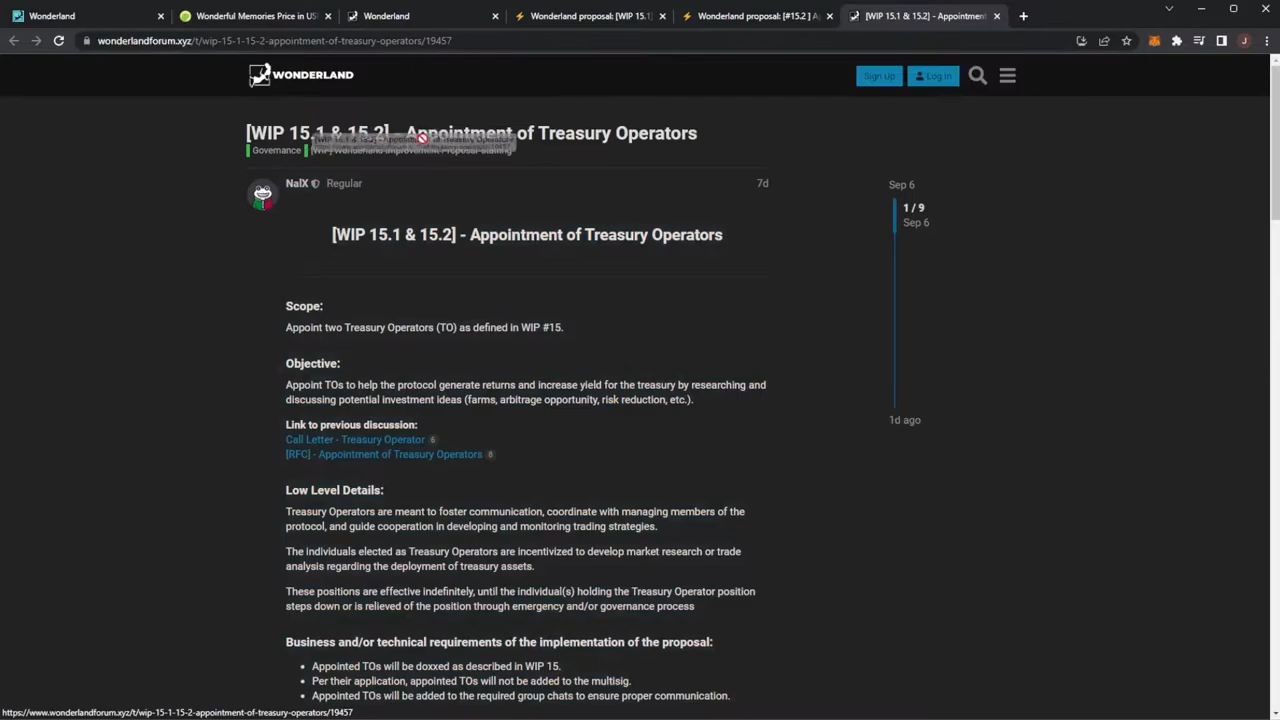 Wonderland
Wonderful Memories Price in US
Wonderland
Wonderland proposal: [WIP 15.1
Wonderland proposal: [#15.2 ] A
[WIP 15.1 & 15.2] - Appointment
wonderlandforum.xyz/t/wip-15-1-15-2-appointment-of-treasury-operators/19457
J
WONDERLAND
Sign Up
Log In
[WIP 15.1 & 15.2] - Appointment of Treasury Operators
Governance
[WIP] Wonderland Improvement Proposal-Staffing
NalX
Regular
7d
Sep 6
1 / 9
Sep 6
[WIP 15.1 & 15.2] - Appointment of Treasury Operators
Scope:
Appoint two Treasury Operators (TO) as defined in WIP #15.
Objective:
Appoint TOs to help the protocol generate returns and increase yield for the treasury by researching and
discussing potential investment ideas (farms, arbitrage opportunity, risk reduction, etc.).
1d ago
Link to previous discussion:
Call Letter - Treasury Operator 6
[RFC] - Appointment of Treasury Operators 8
Low Level Details:
Treasury Operators are meant to foster communication, coordinate with managing members of the
protocol, and guide cooperation in developing and monitoring trading strategies.
The individuals elected as Treasury Operators are incentivized to develop market research or trade
analysis regarding the deployment of treasury assets.
These positions are effective indefinitely, until the individual(s) holding the Treasury Operator position
steps down or is relieved of the position through emergency and/or governance process
Business and/or technical requirements of the implementation of the proposal:
• Appointed TOs will be doxxed as described in WIP 15.
• Per their application, appointed TOs will not be added to the multisig.
• Appointed TOs will be added to the required group chats to ensure proper communication.
https://www.wonderlandforum.xyz/t/wip-15-1-15-2-appointment-of-treasury-operators/19457